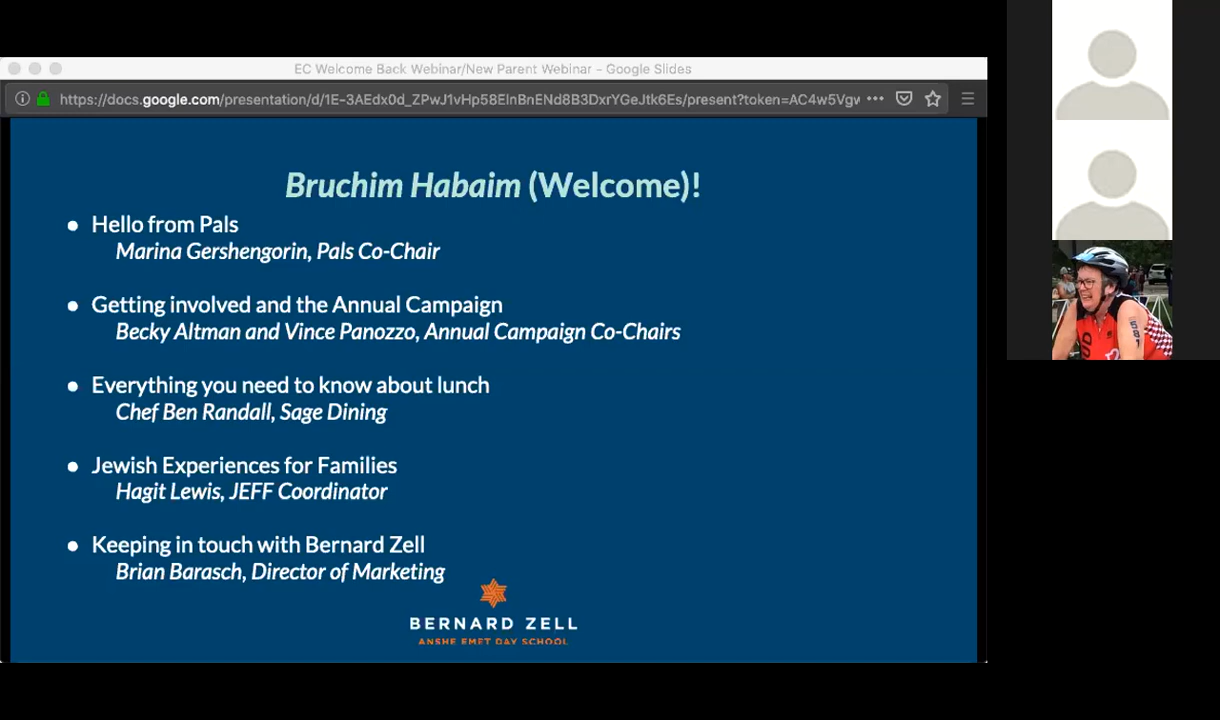 EC Welcome Back Webinar/New Parent Webinar - Google Slides
https://docs.google.com/presentation/d/1E-3AEdx0d_ZPwJ1vHp58ElnBnENd8B3DxrYGeJtk6Es/present?token=AC4w5Vgw
Bruchim Habaim (Welcome)!
● Hello from Pals
Marina Gershengorin, Pals Co-Chair
● Getting involved and the Annual Campaign
Becky Altman and Vince Panozzo, Annual Campaign Co-Chairs
● Everything you need to know about lunch
Chef Ben Randall, Sage Dining
● Jewish Experiences for Families
Hagit Lewis, JEFF Coordinator
● Keeping in touch with Bernard Zell
Brian Barasch, Director of Marketing
BERNARD ZELL
ANSHE EMET DAY SCHOOL
581